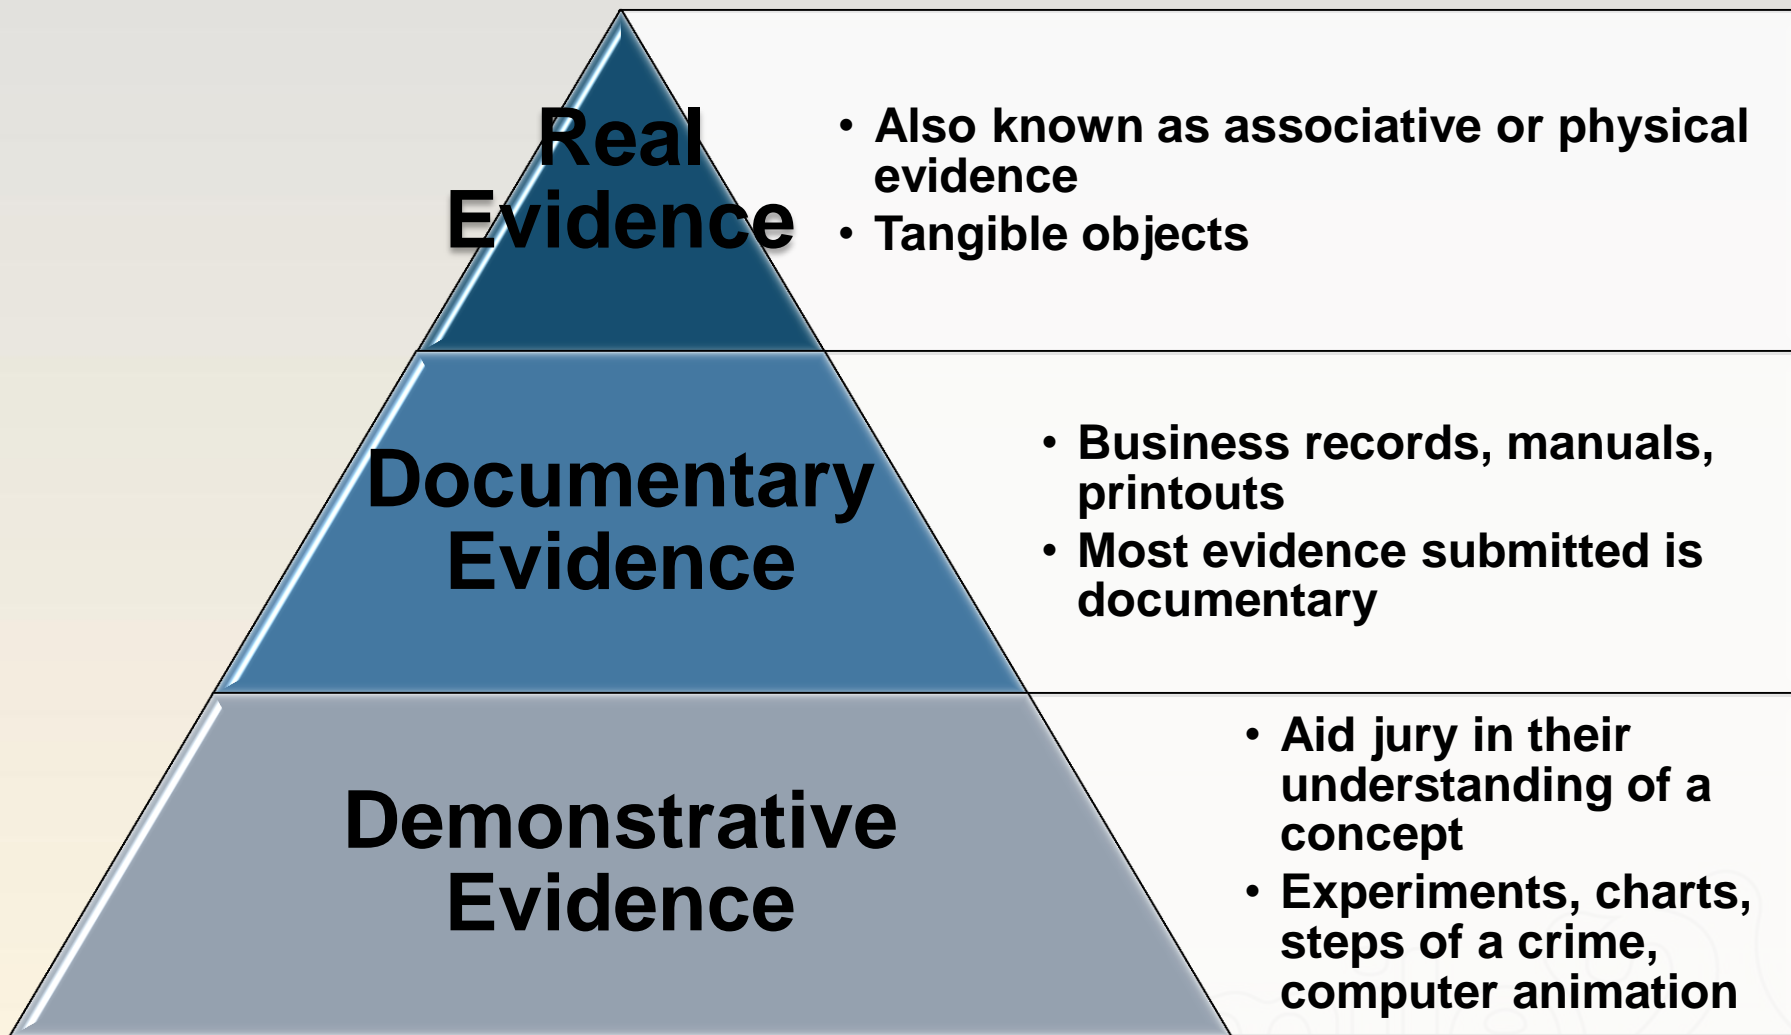 Real
Evidence
• Also known as associative or physical
evidence
• Tangible objects
Documentary
Evidence
• Business records, manuals,
printouts
• Most evidence submitted is
documentary
Demonstrative
Evidence
• Aid jury in their
understanding of a
concept
• Experiments, charts,
steps of a crime,
computer animation